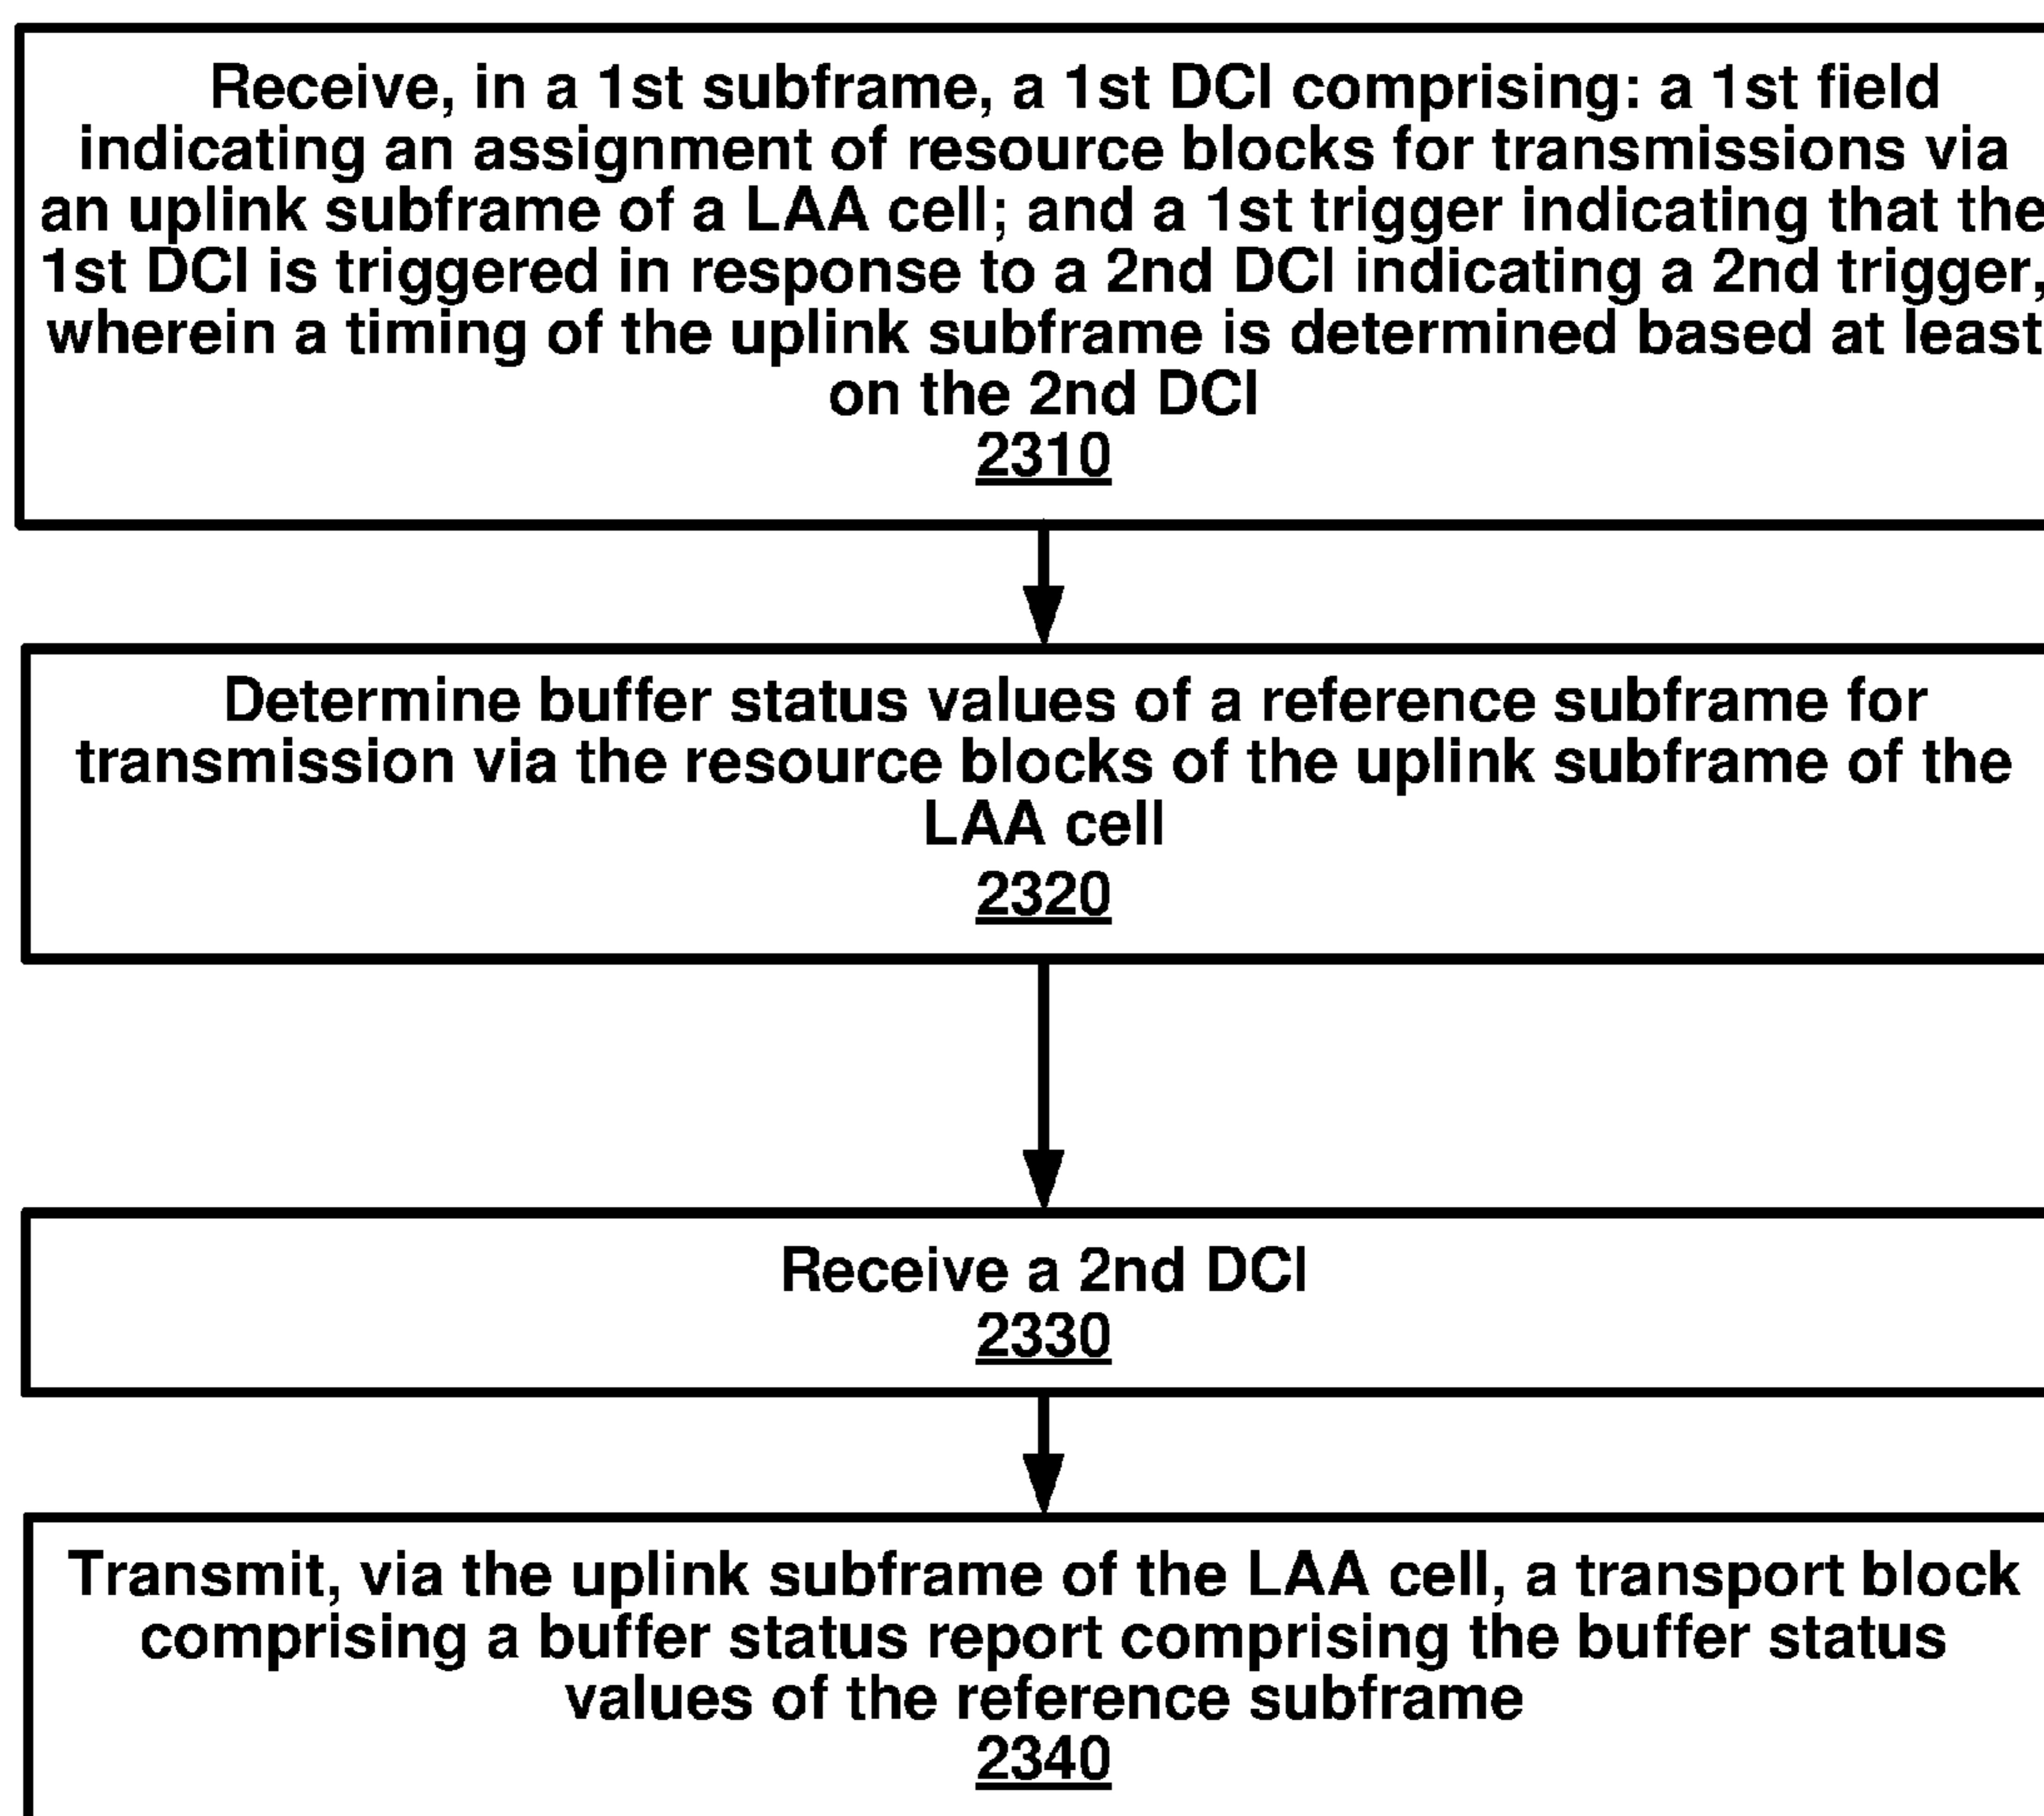 Receive, in a 1st subframe, a 1st DCI comprising: a 1st field
indicating an assignment of resource blocks for transmissions via
an uplink subframe of a LAA cell; and a 1st trigger indicating that the
1st DCI is triggered in response to a 2nd DCI indicating a 2nd trigger,
wherein a timing of the uplink subframe is determined based at least
on the 2nd DCI
2310
Determine buffer status values of a reference subframe for
transmission via the resource blocks of the uplink subframe of the
LAA cell
2320
Receive a 2nd DCI
2330
Transmit, via the uplink subframe of the LAA cell, a transport block
comprising a buffer status report comprising the buffer status
values of the reference subframe
2340